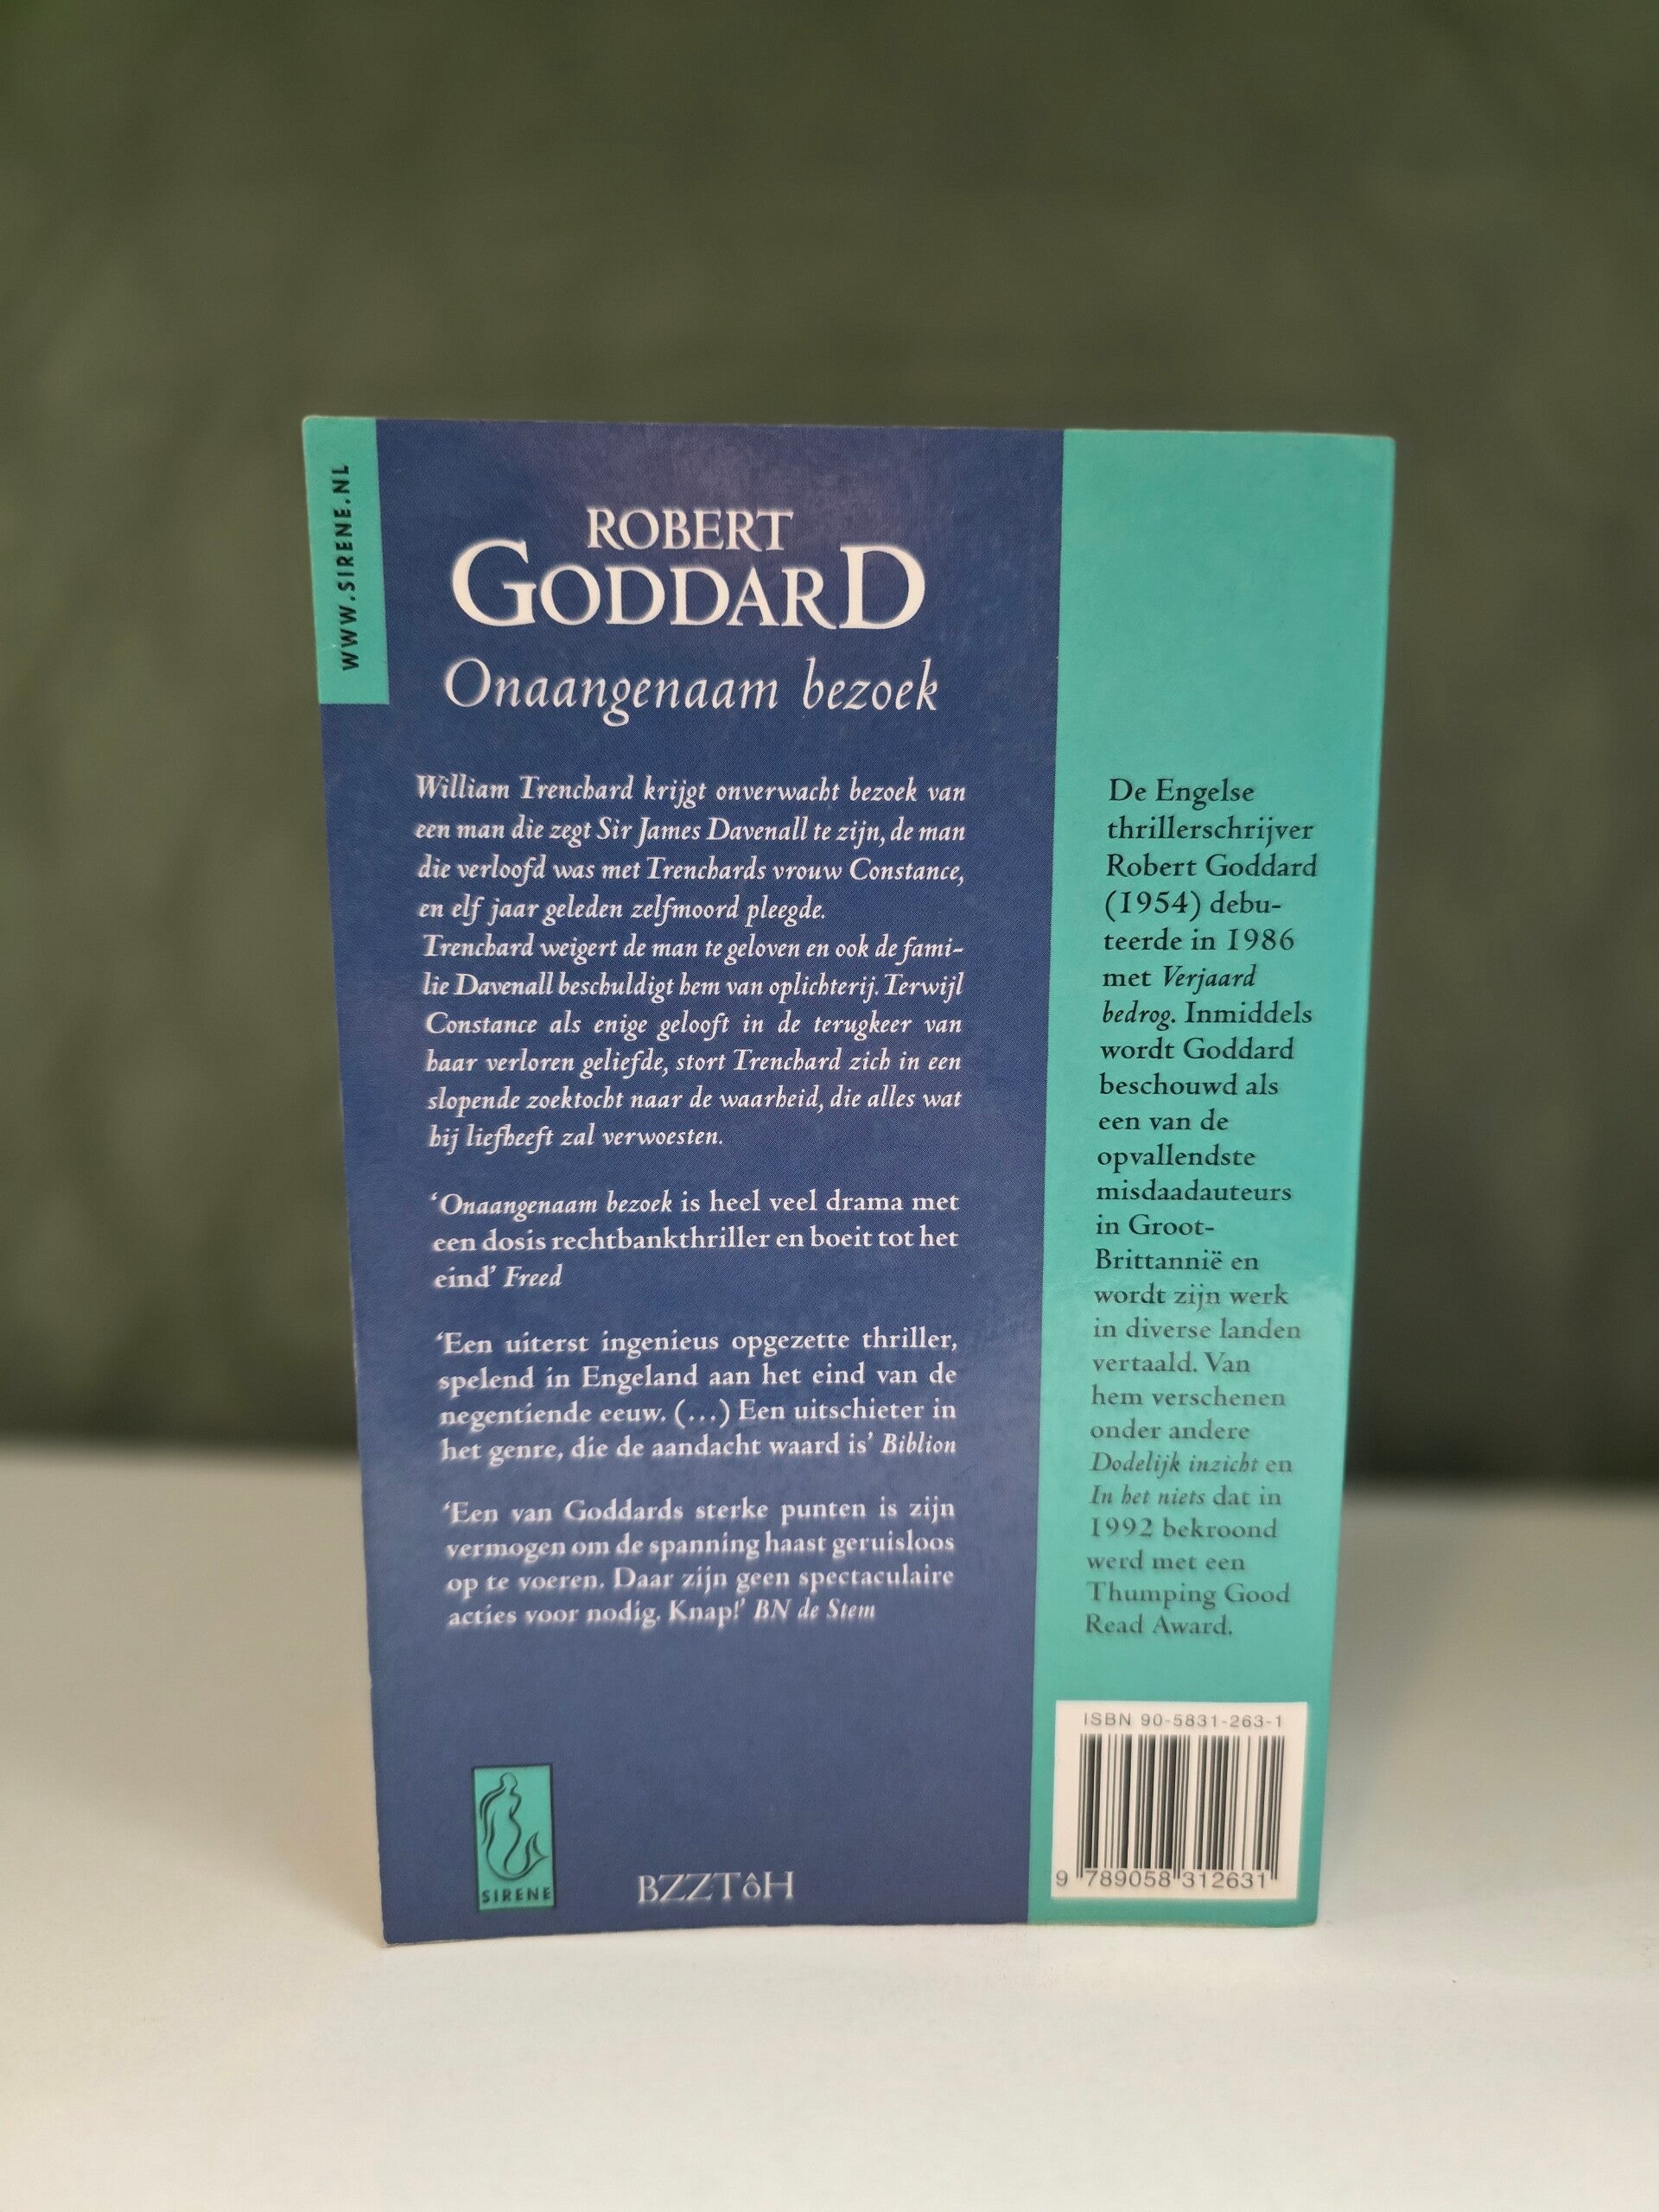 WWW.SIRENE.NL
ROBERT
GODDARD
Onaangenaam bezoek
William Trenchard krijgt onverwacht bezoek van
een man die zegt Sir James Davenall te zijn, de man
die verloofd was met Trenchards vrouw Constance,
en elf jaar geleden zelfmoord pleegde.
Trenchard weigert de man te geloven en ook de fami-
lie Davenall beschuldigt hem van oplichterij. Terwijl
Constance als enige gelooft in de terugkeer van
haar verloren geliefde, stort Trenchard zich in een
slopende zoektocht naar de waarheid, die alles wat
hij liefheeft zal verwoesten.
‘Onaangenaam bezoek is heel veel drama met
een dosis rechtbankthriller en boeit tot het
eind’ Freed
‘Een uiterst ingenieus opgezette thriller,
spelend in Engeland aan het eind van de
negentiende eeuw. (...) Een uitschieter in
het genre, die de aandacht waard is’ Biblion
‘Een van Goddards sterke punten is zijn
vermogen om de spanning haast geruisloos
op te voeren. Daar zijn geen spectaculaire
acties voor nodig. Knap!’ BN de Stem
SIRENE
BZZTôH
De Engelse
thrillerschrijver
Robert Goddard
(1954) debu-
teerde in 1986
met Verjaard
bedrog. Inmiddels
wordt Goddard
beschouwd als
een van de
opvallendste
misdaadauteurs
in Groot-
Brittannië en
wordt zijn werk
in diverse landen
vertaald. Van
hem verschenen
onder andere
Dodelijk inzicht en
In het niets dat in
1992 bekroond
werd met een
Thumping Good
Read Award.
ISBN 90-5831-263-1
9 789058 312631